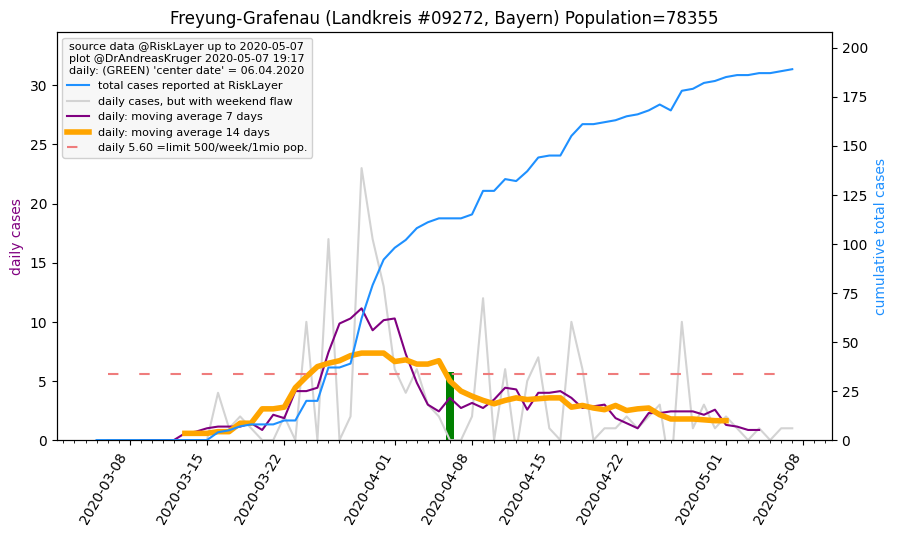 Freyung-Grafenau (Landkreis #09272, Bayern) Population=78355
source data @RiskLayer up to 2020-05-07
plot @DrAndreasKruger 2020-05-07 19:17
daily: (GREEN) 'center date' = 06.04.2020
total cases reported at RiskLayer
daily cases, but with weekend flaw
daily: moving average 7 days
daily: moving average 14 days
daily 5.60 =limit 500/week/1mio pop.
daily cases
0
5
10
15
20
25
30
cumulative total cases
0
25
50
75
100
125
150
175
200
2020-03-08
2020-03-15
2020-03-22
2020-04-01
2020-04-08
2020-04-15
2020-04-22
2020-05-01
2020-05-08